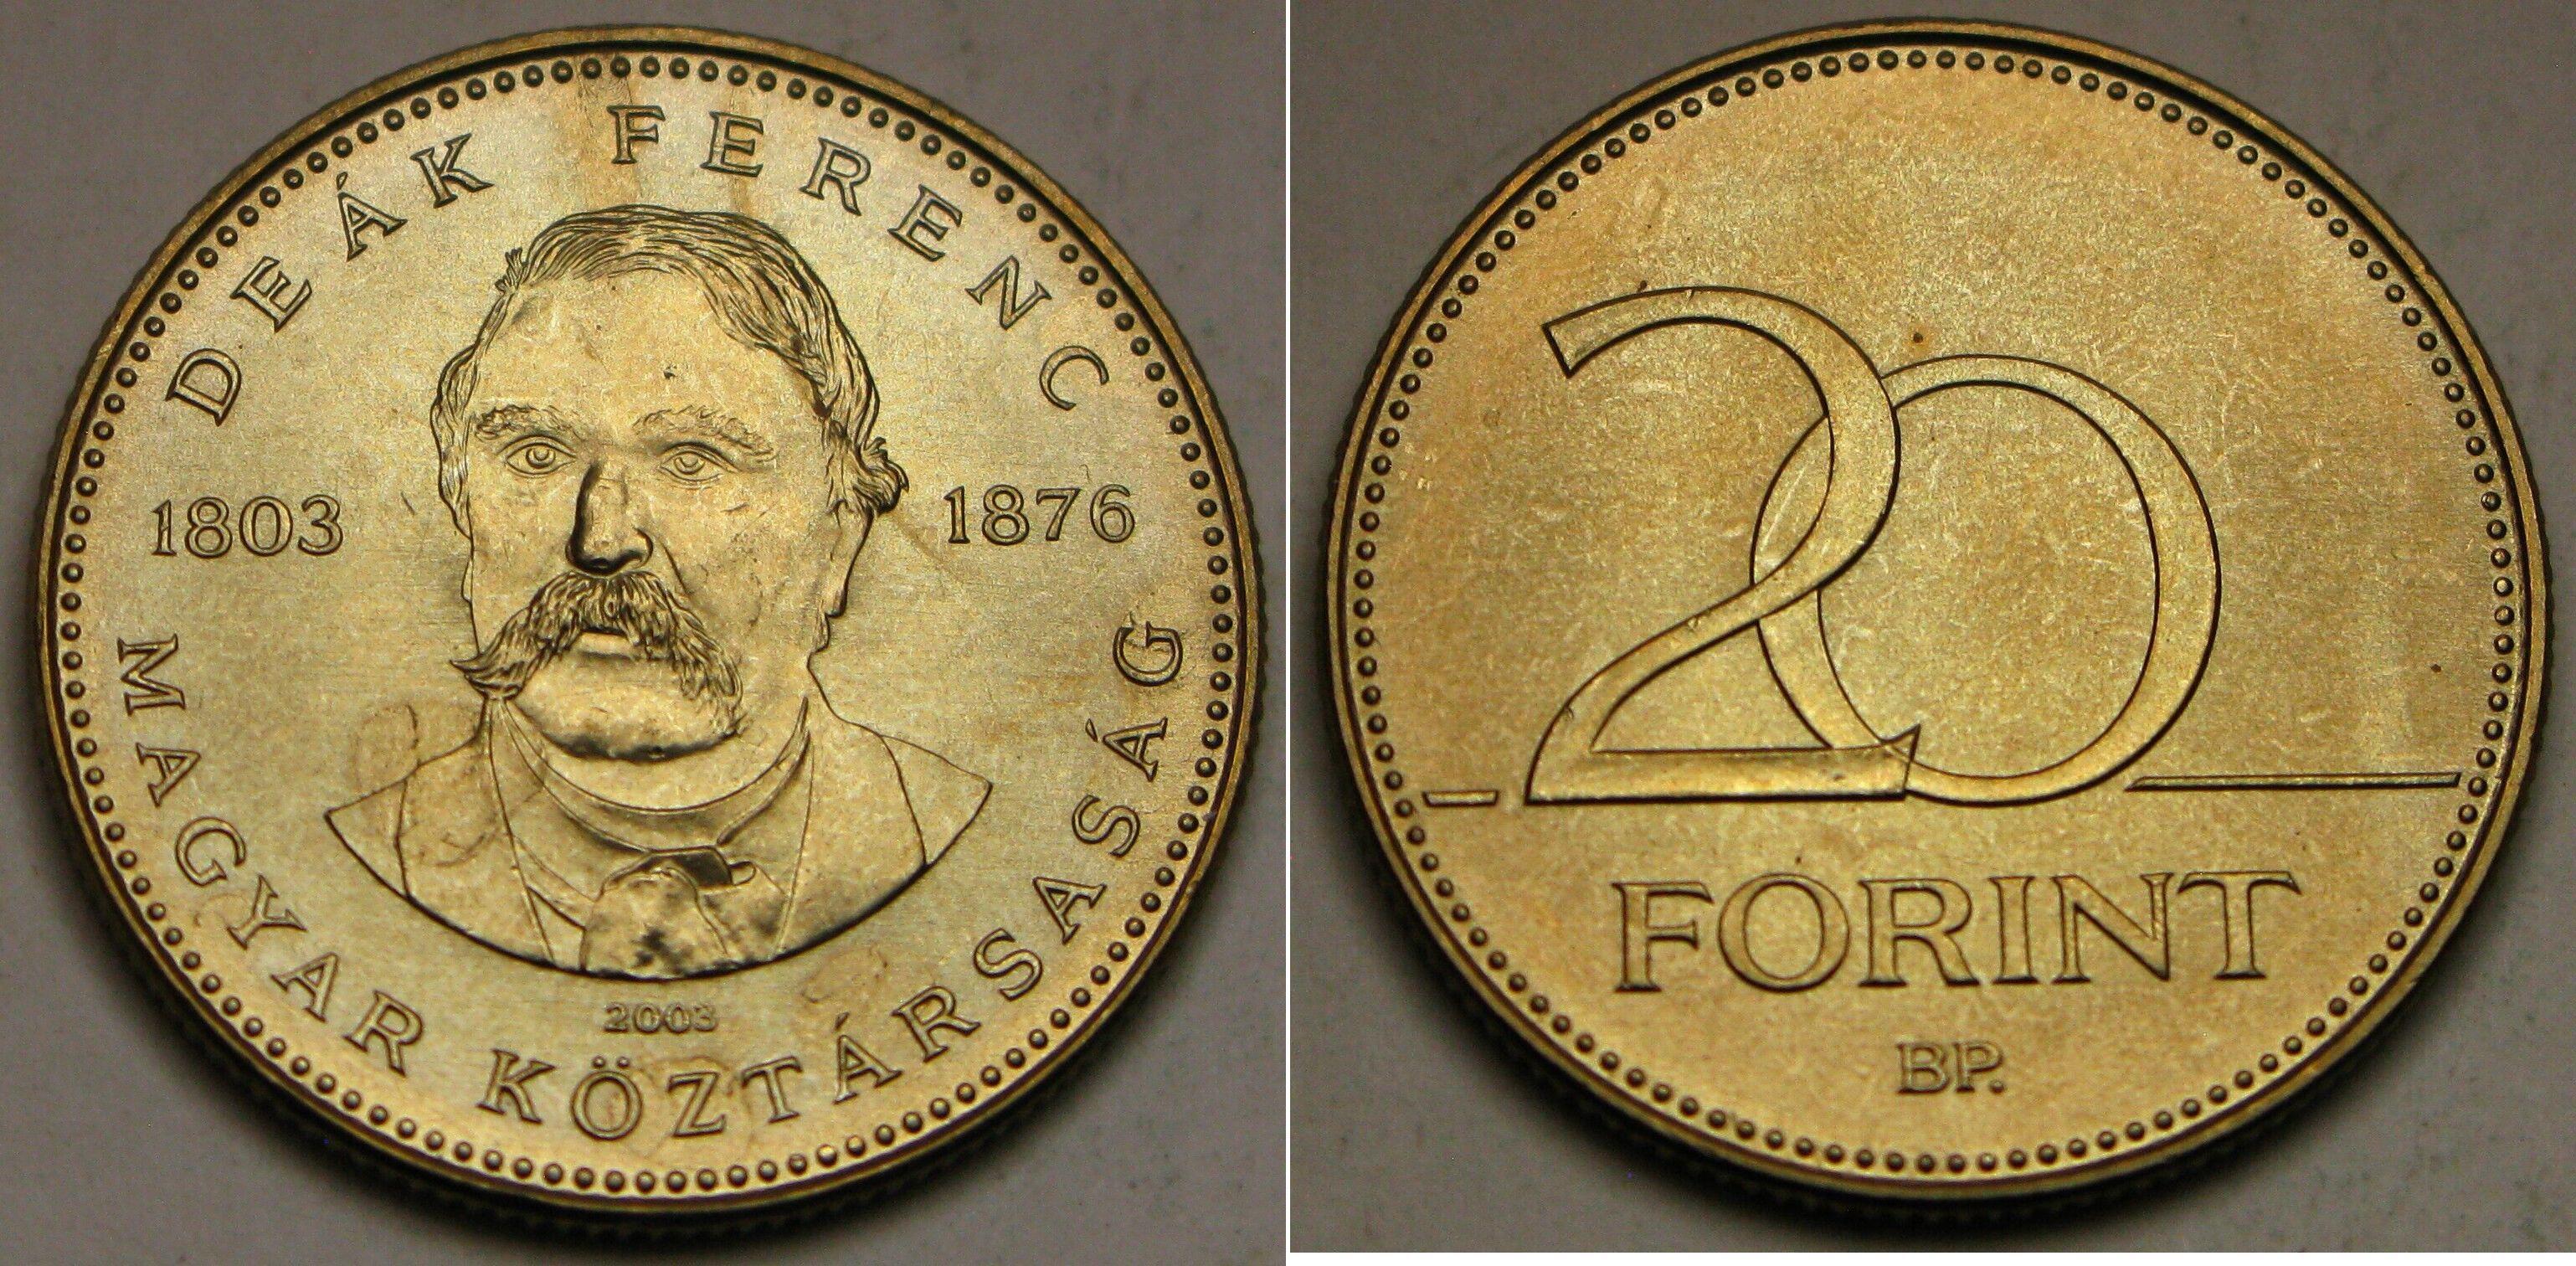 DEÁK FERENC
1803
1876
MAGYAR KÖZTÁRSASÁG
2003
20
FORINT
BP.